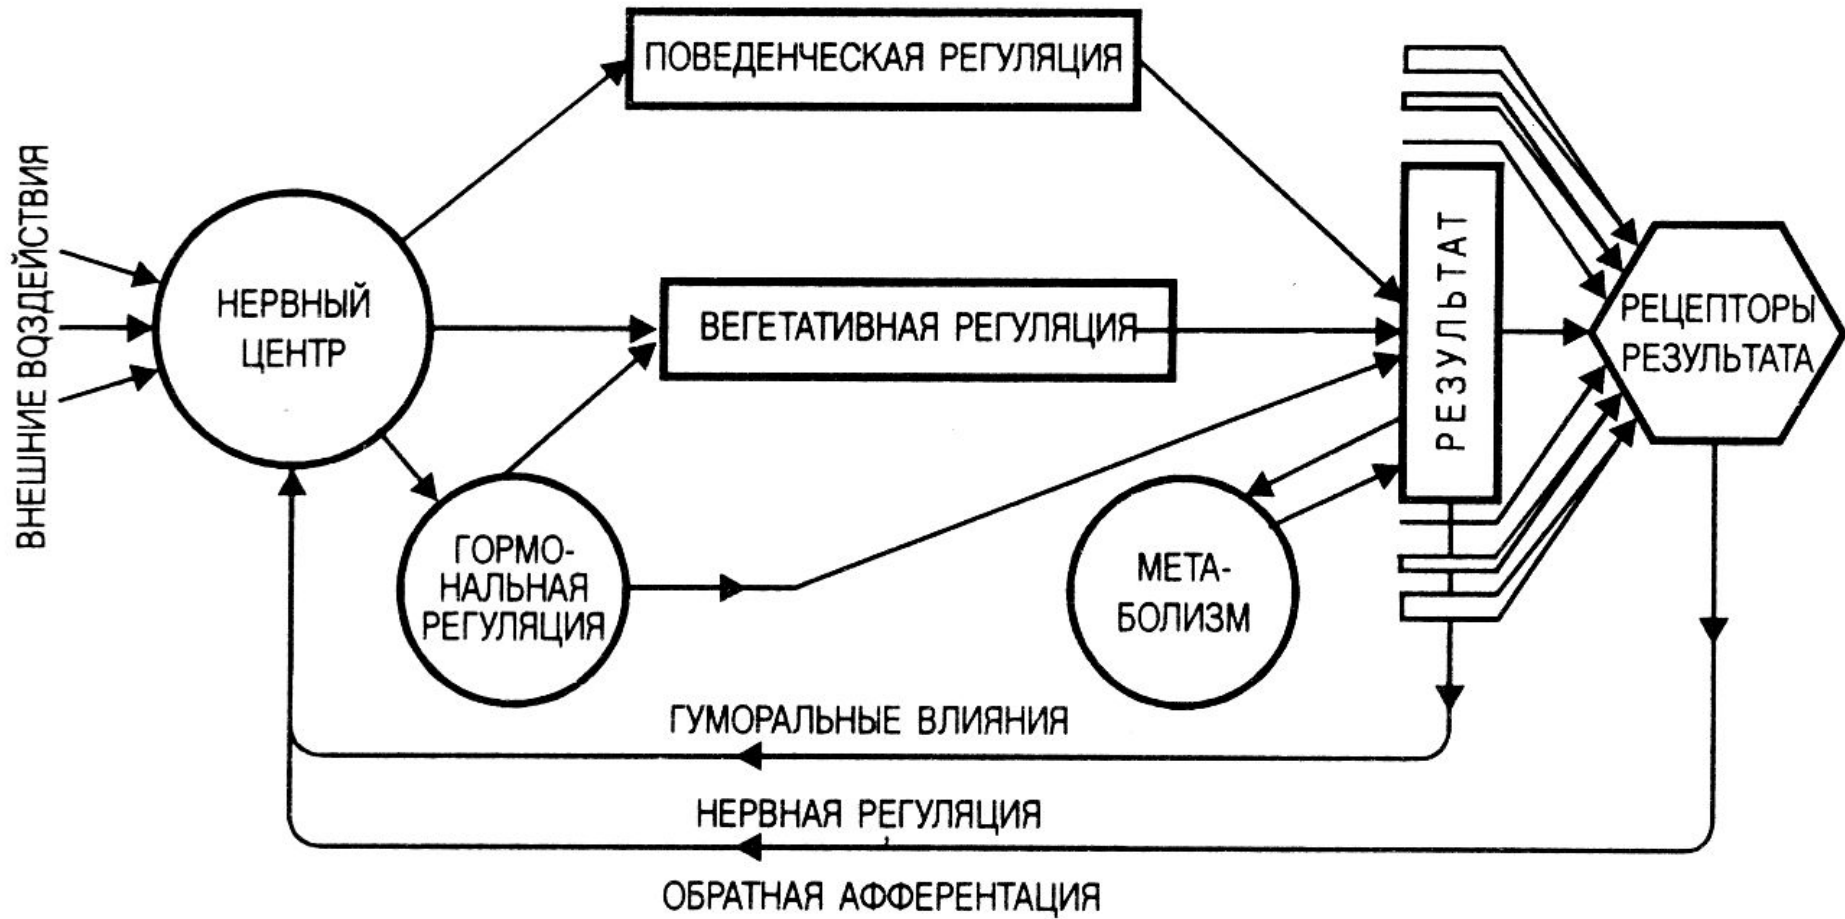 ПОВЕДЕНЧЕСКАЯ РЕГУЛЯЦИЯ
ВНЕШНИЕ ВОЗДЕЙСТВИЯ
НЕРВНЫЙ
ЦЕНТР
ВЕГЕТАТИВНАЯ РЕГУЛЯЦИЯ
РЕЗУЛЬТАТ
РЕЦЕПТОРЫ
РЕЗУЛЬТАТА
ГОРМО-
НАЛЬНАЯ
РЕГУЛЯЦИЯ
МЕТА-
БОЛИЗМ
ГУМОРАЛЬНЫЕ ВЛИЯНИЯ
НЕРВНАЯ РЕГУЛЯЦИЯ
ОБРАТНАЯ АФФЕРЕНТАЦИЯ